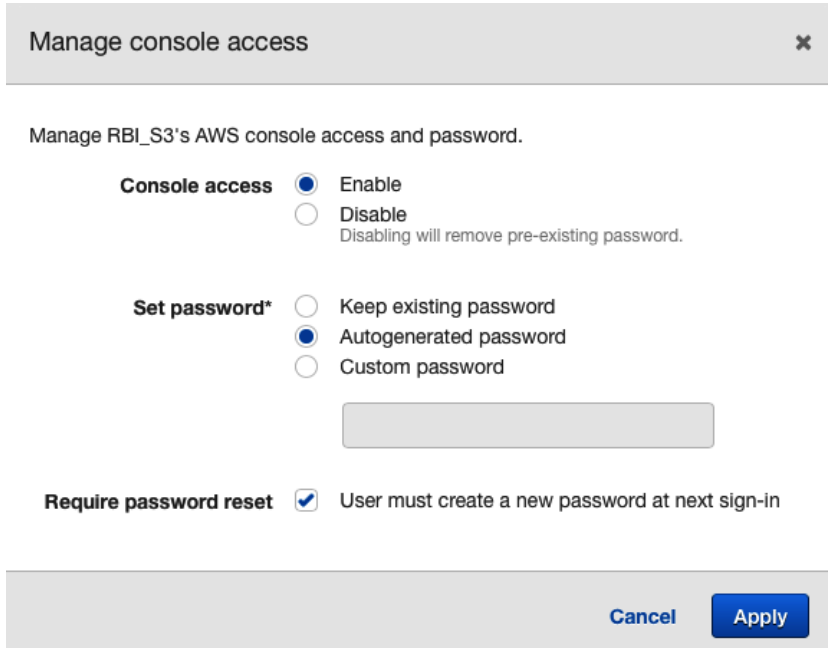 Manage console access
Manage RBI_S3's AWS console access and password.
Console access
Enable
Disable
Disabling will remove pre-existing password.
Set password*
Keep existing password
Autogenerated password
Custom password
Require password reset
User must create a new password at next sign-in
Cancel
Apply